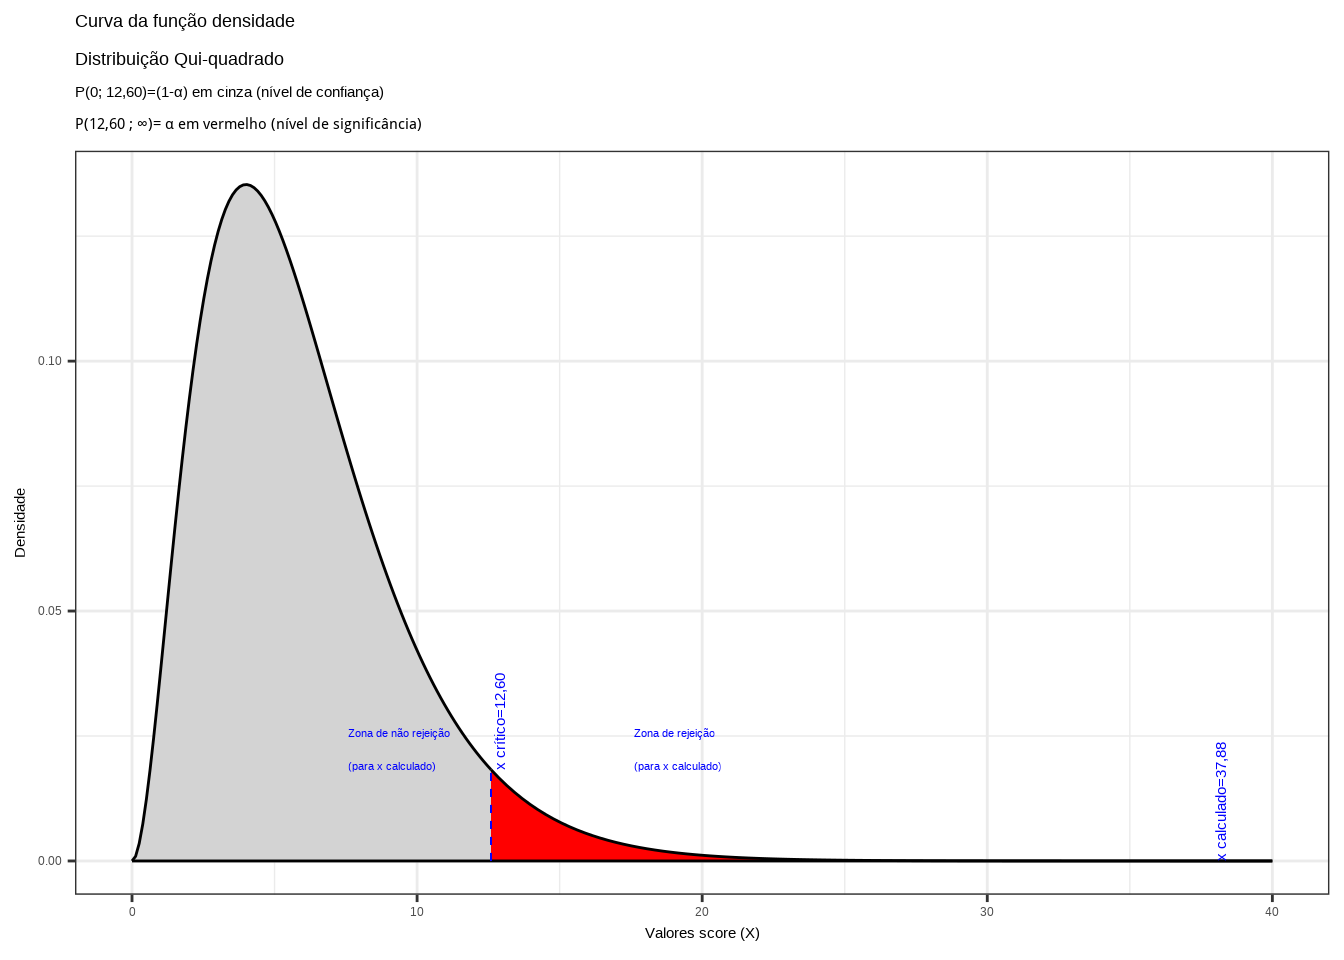 Curva da função densidade
Distribuição Qui-quadrado
P(0; 12,60)=(1-α) em cinza (nível de confiança)
P(12,60 ; ∞)= α em vermelho (nível de significância)
Densidade
0.10
0.05
0.00
Zona de não rejeição
(para x calculado)
x crítico=12,60
Zona de rejeição
(para x calculado)
x calculado=37,88
0
10
20
30
40
Valores score (X)